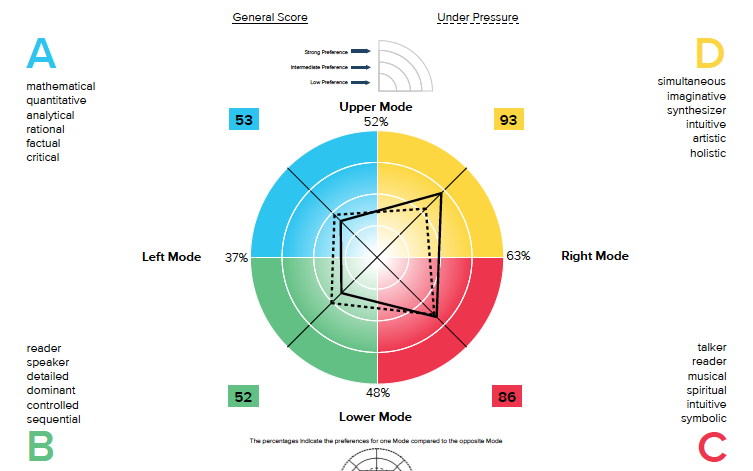 General Score
Under Pressure
Strong Preference
Intermediate Preference
Low Preference
A
mathematical
quantitative
analytical
rational
factual
critical
D
simultaneous
imaginative
synthesizer
intuitive
artistic
holistic
Upper Mode
52%
53
93
Left Mode
37%
63%
Right Mode
reader
speaker
detailed
dominant
controlled
sequential
B
talker
reader
musical
spiritual
intuitive
symbolic
C
52
86
48%
Lower Mode
The percentages indicate the preferences for one Mode compared to the opposite Mode